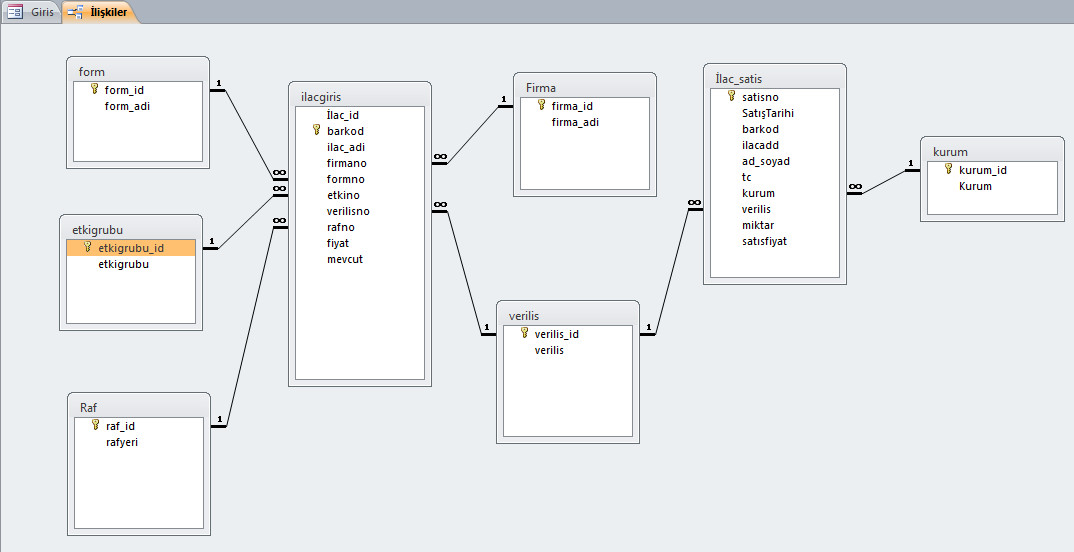 Giris
İlişkiler
form
form_id
form_adi
1
∞
etkigrubu
etkigrubu_id
etkigrubu
1
∞
Raf
raf_id
rafyeri
1
∞
ilacgiris
İlac_id
barkod
ilac_adi
firmano
formno
etkino
verilisno
rafno
fiyat
mevcut
∞
∞
Firma
firma_id
firma_adi
1
verilis
verilis_id
verilis
1
1
İlac_satis
satisno
SatışTarihi
barkod
ilacadd
ad_soyad
tc
kurum
verilis
miktar
satısfiyat
∞
∞
kurum
kurum_id
Kurum
1